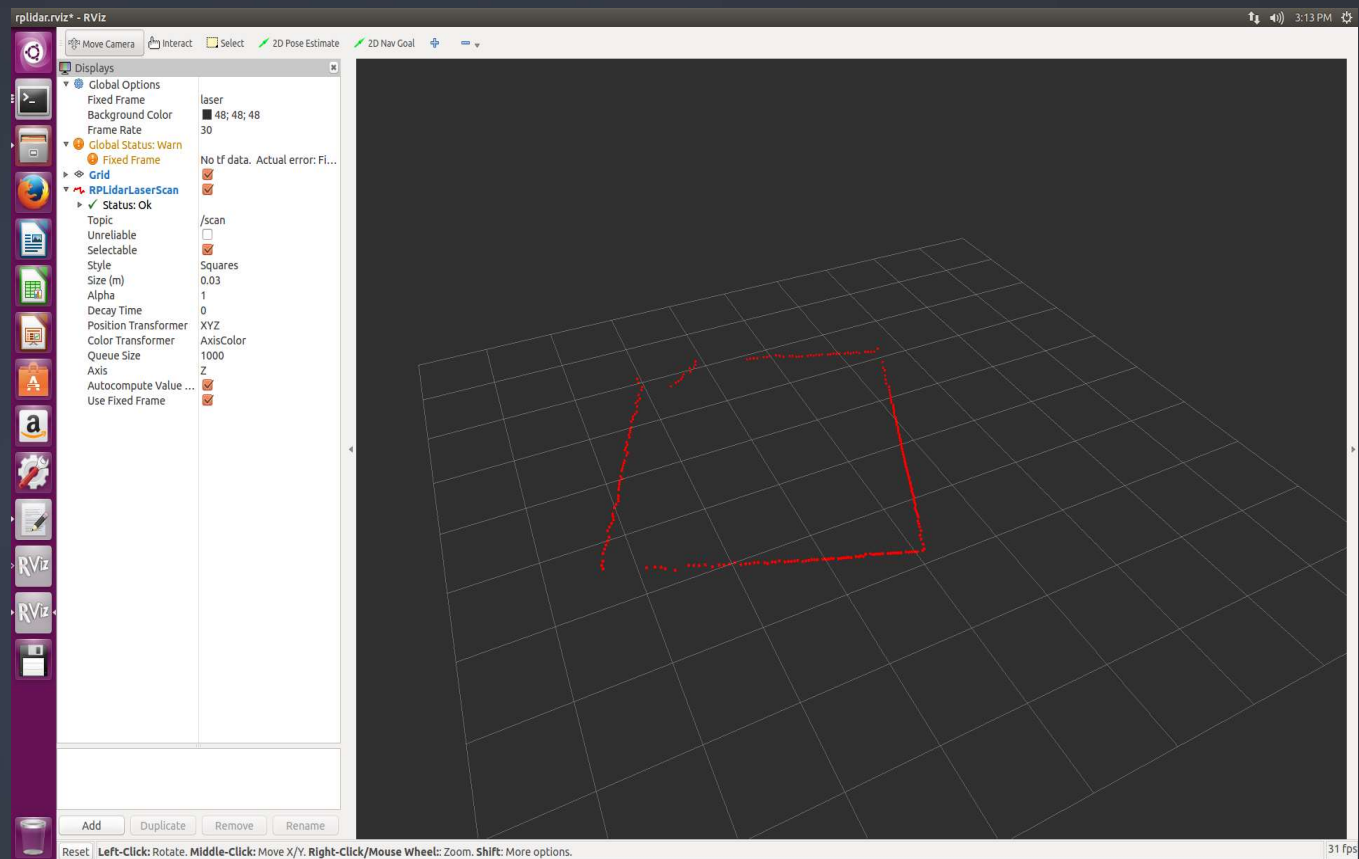 rplidar.rviz* - RViz
3:13 PM
Move Camera Interact Select 2D Pose Estimate 2D Nav Goal
Displays
Global Options
Fixed Frame laser
Background Color 48; 48; 48
Frame Rate 30
Global Status: Warn
Fixed Frame No tf data. Actual error: Fi...
Grid
RPLidarLaserScan
Status: Ok
Topic /scan
Unreliable
Selectable
Style Squares
Size (m) 0.03
Alpha 1
Decay Time 0
Position Transformer XYZ
Color Transformer AxisColor
Queue Size 1000
Axis Z
Autocompute Value ...
Use Fixed Frame
RViz
RViz
Add Duplicate Remove Rename
Reset Left-Click: Rotate. Middle-Click: Move X/Y. Right-Click/Mouse Wheel:: Zoom. Shift: More options. 31 fps